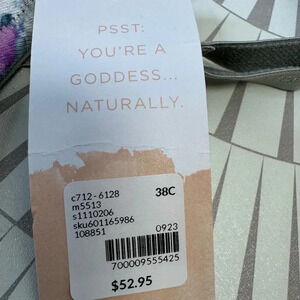 PSST:
YOU'RE A
GODDESS...
NATURALLY.
c712-6128 38C
m5513
s1110206
sku601165986
108851 0923
700009555425
$52.95